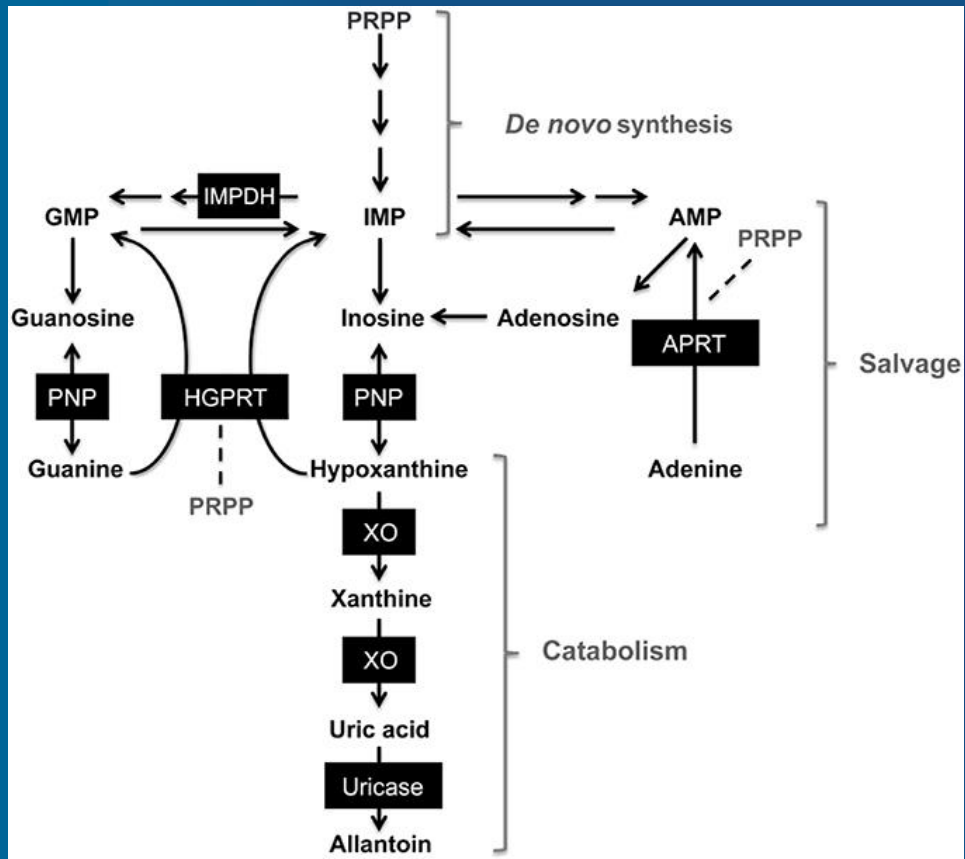 PRPP
De novo synthesis
IMPDH
GMP
IMP
AMP
PRPP
Guanosine
Inosine
Adenosine
APRT
Salvage
PNP
HGPRT
PNP
Guanine
Hypoxanthine
Adenine
PRPP
XO
Xanthine
Catabolism
XO
Uric acid
Uricase
Allantoin